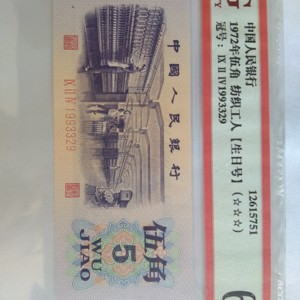 中国人民银行
1972年伍角 纺织工人【生日号】
冠号：IX II IV 1993329
12615751
(☆☆☆)
中國人民銀行
IX II IV 1993329
伍角
5
WU
JIAO